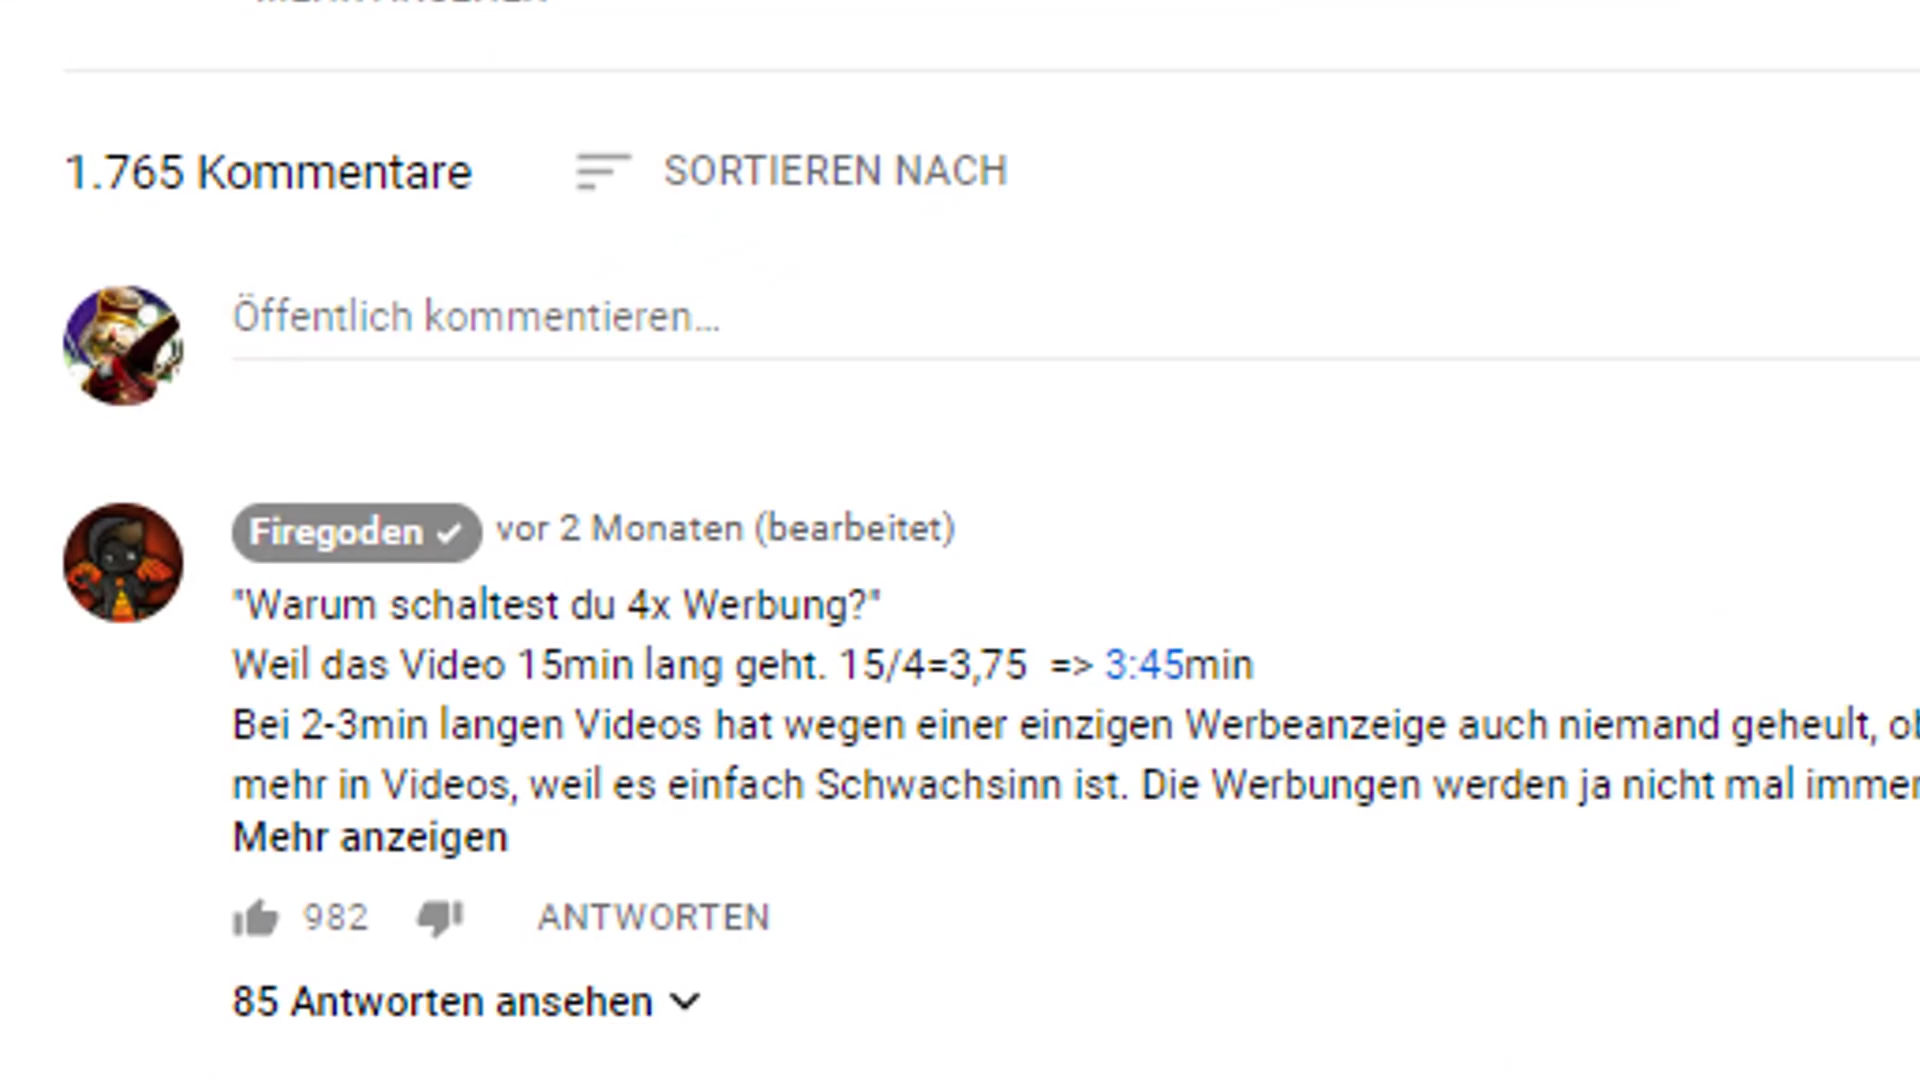 1.765 Kommentare SORTIEREN NACH
Öffentlich kommentieren...
Firegoden vor 2 Monaten (bearbeitet)
"Warum schaltest du 4x Werbung?"
Weil das Video 15min lang geht. 15/4=3,75 => 3:45min
Bei 2-3min langen Videos hat wegen einer einzigen Werbeanzeige auch niemand geheult,
mehr in Videos, weil es einfach Schwachsinn ist. Die Werbungen werden ja nicht mal immer
Mehr anzeigen
982 ANTWORTEN
85 Antworten ansehen